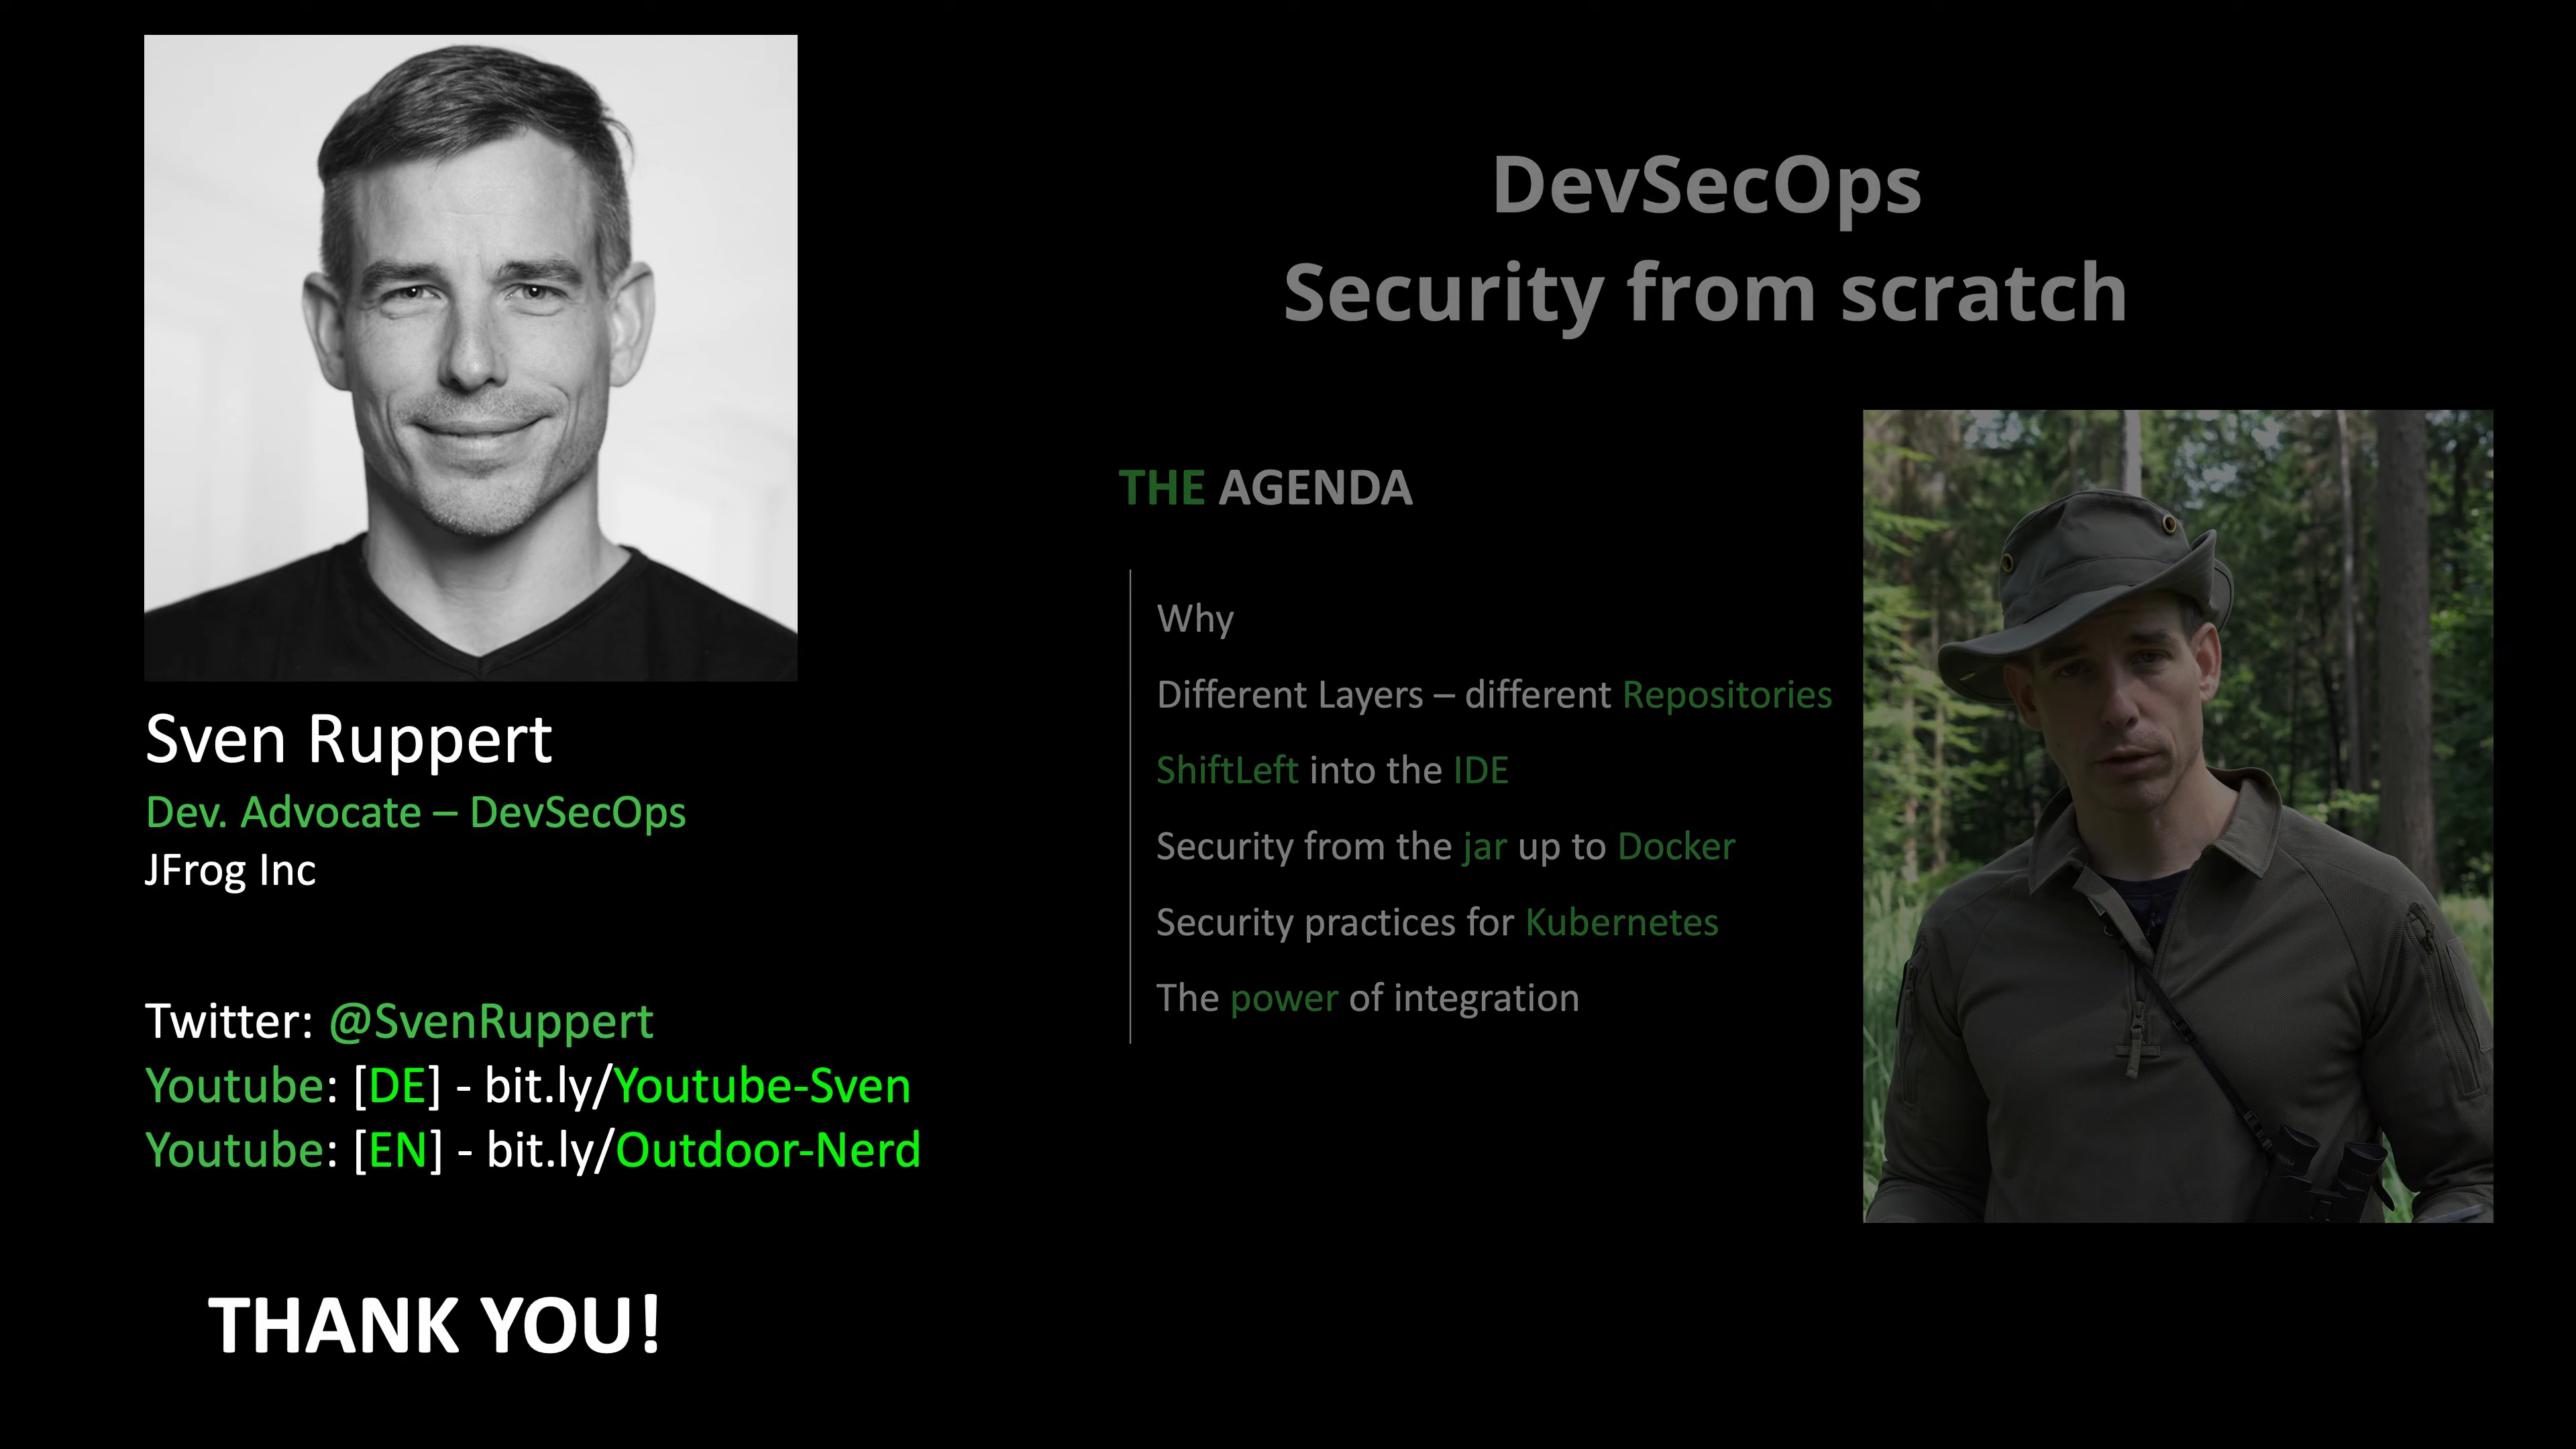 Sven Ruppert
Dev. Advocate – DevSecOps
JFrog Inc
Twitter: @SvenRuppert
Youtube: [DE] - bit.ly/Youtube-Sven
Youtube: [EN] - bit.ly/Outdoor-Nerd
THANK YOU!
DevSecOps
Security from scratch
THE AGENDA
Why
Different Layers – different Repositories
ShiftLeft into the IDE
Security from the jar up to Docker
Security practices for Kubernetes
The power of integration